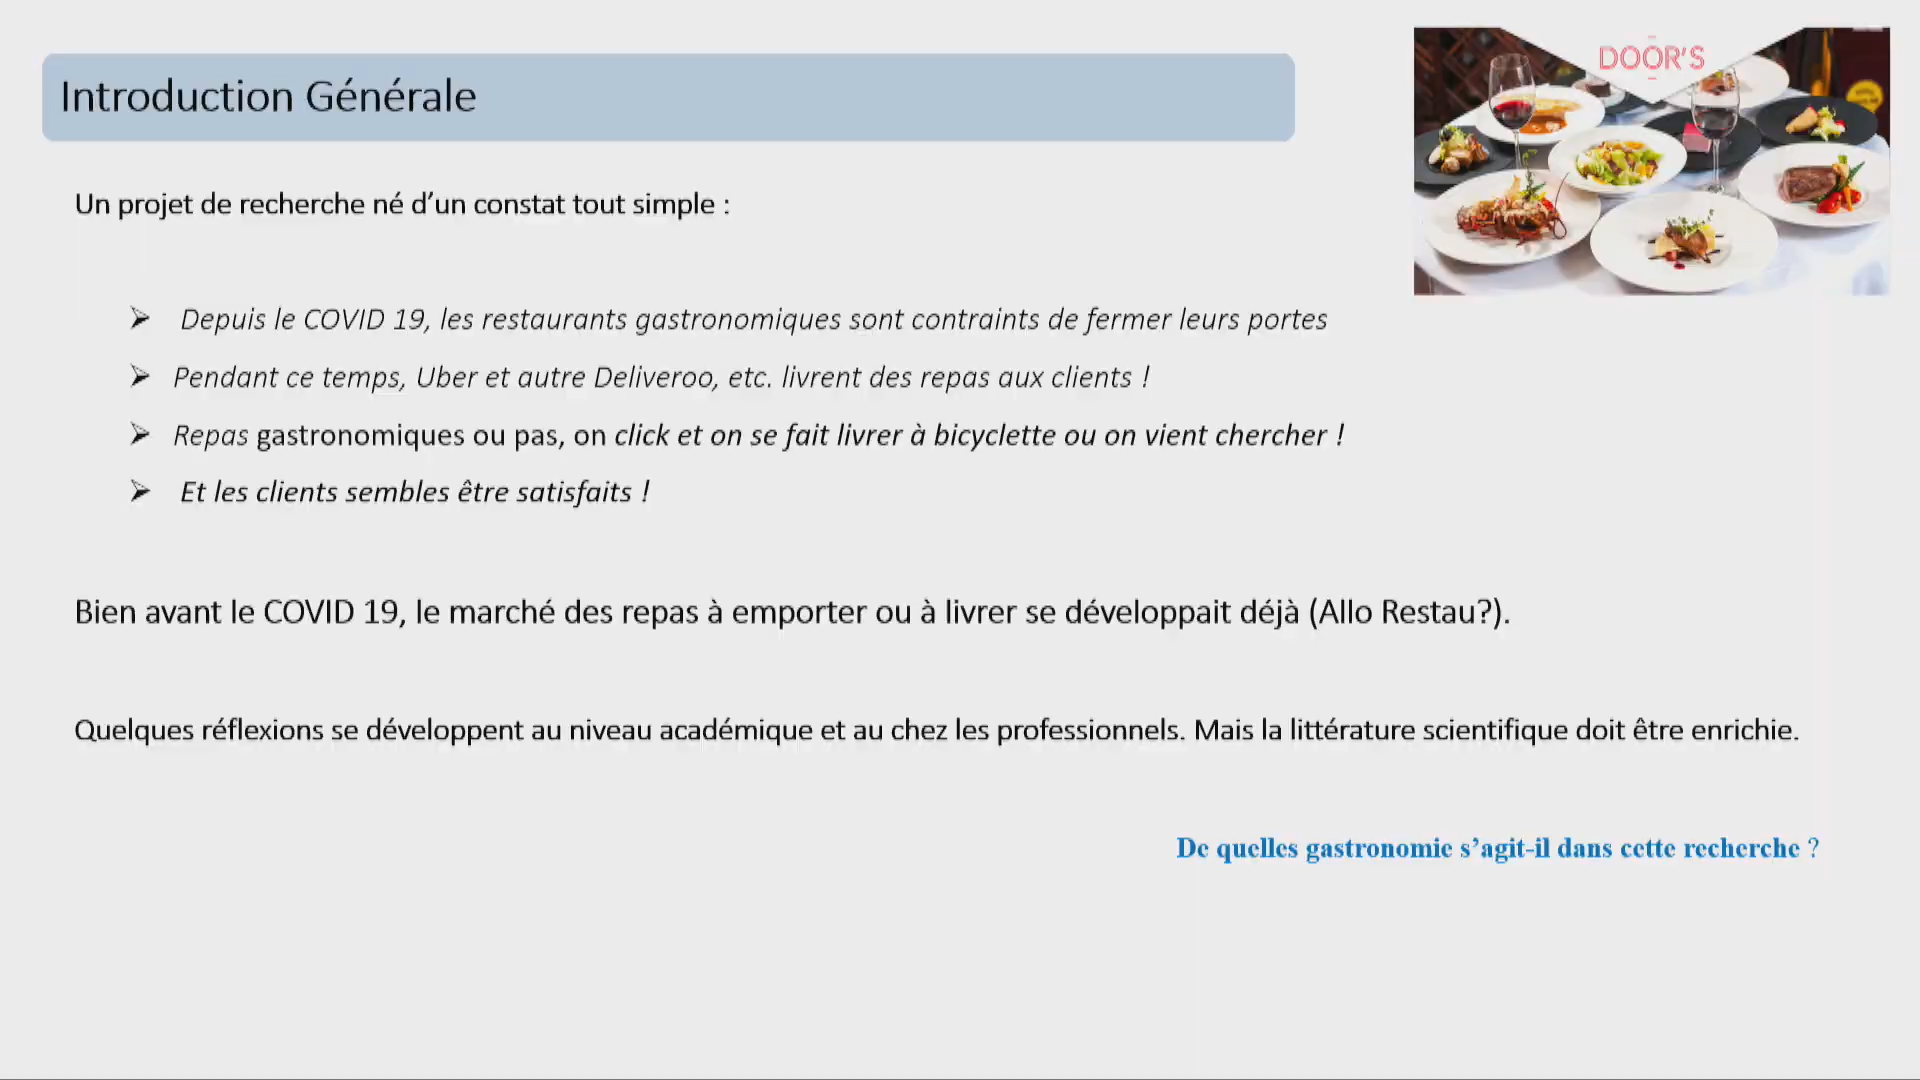 Introduction Générale
DOOR'S
Un projet de recherche né d’un constat tout simple :
Depuis le COVID 19, les restaurants gastronomiques sont contraints de fermer leurs portes
Pendant ce temps, Uber et autre Deliveroo, etc. livrent des repas aux clients !
Repas gastronomiques ou pas, on click et on se fait livrer à bicyclette ou on vient chercher !
Et les clients sembles être satisfaits !
Bien avant le COVID 19, le marché des repas à emporter ou à livrer se développait déjà (Allo Restau?).
Quelques réflexions se développent au niveau académique et au chez les professionnels. Mais la littérature scientifique doit être enrichie.
De quelles gastronomie s’agit-il dans cette recherche ?